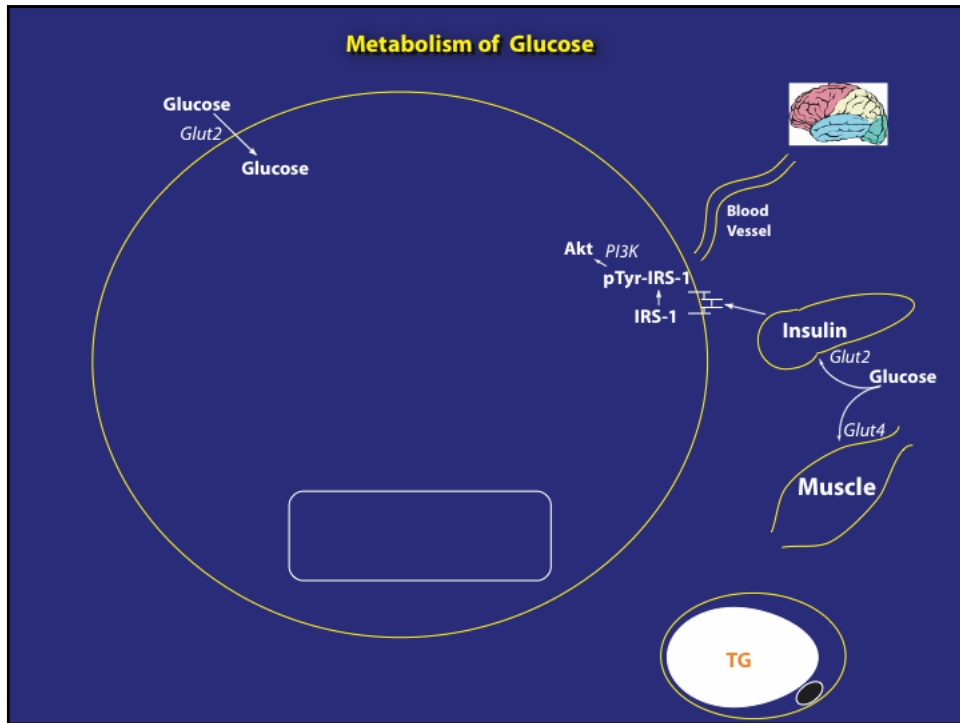 Metabolism of Glucose
Glucose
Glut2
Glucose
Blood
Vessel
Akt PI3K
pTyr-IRS-1
IRS-1
Insulin
Glut2
Glucose
Glut4
Muscle
TG